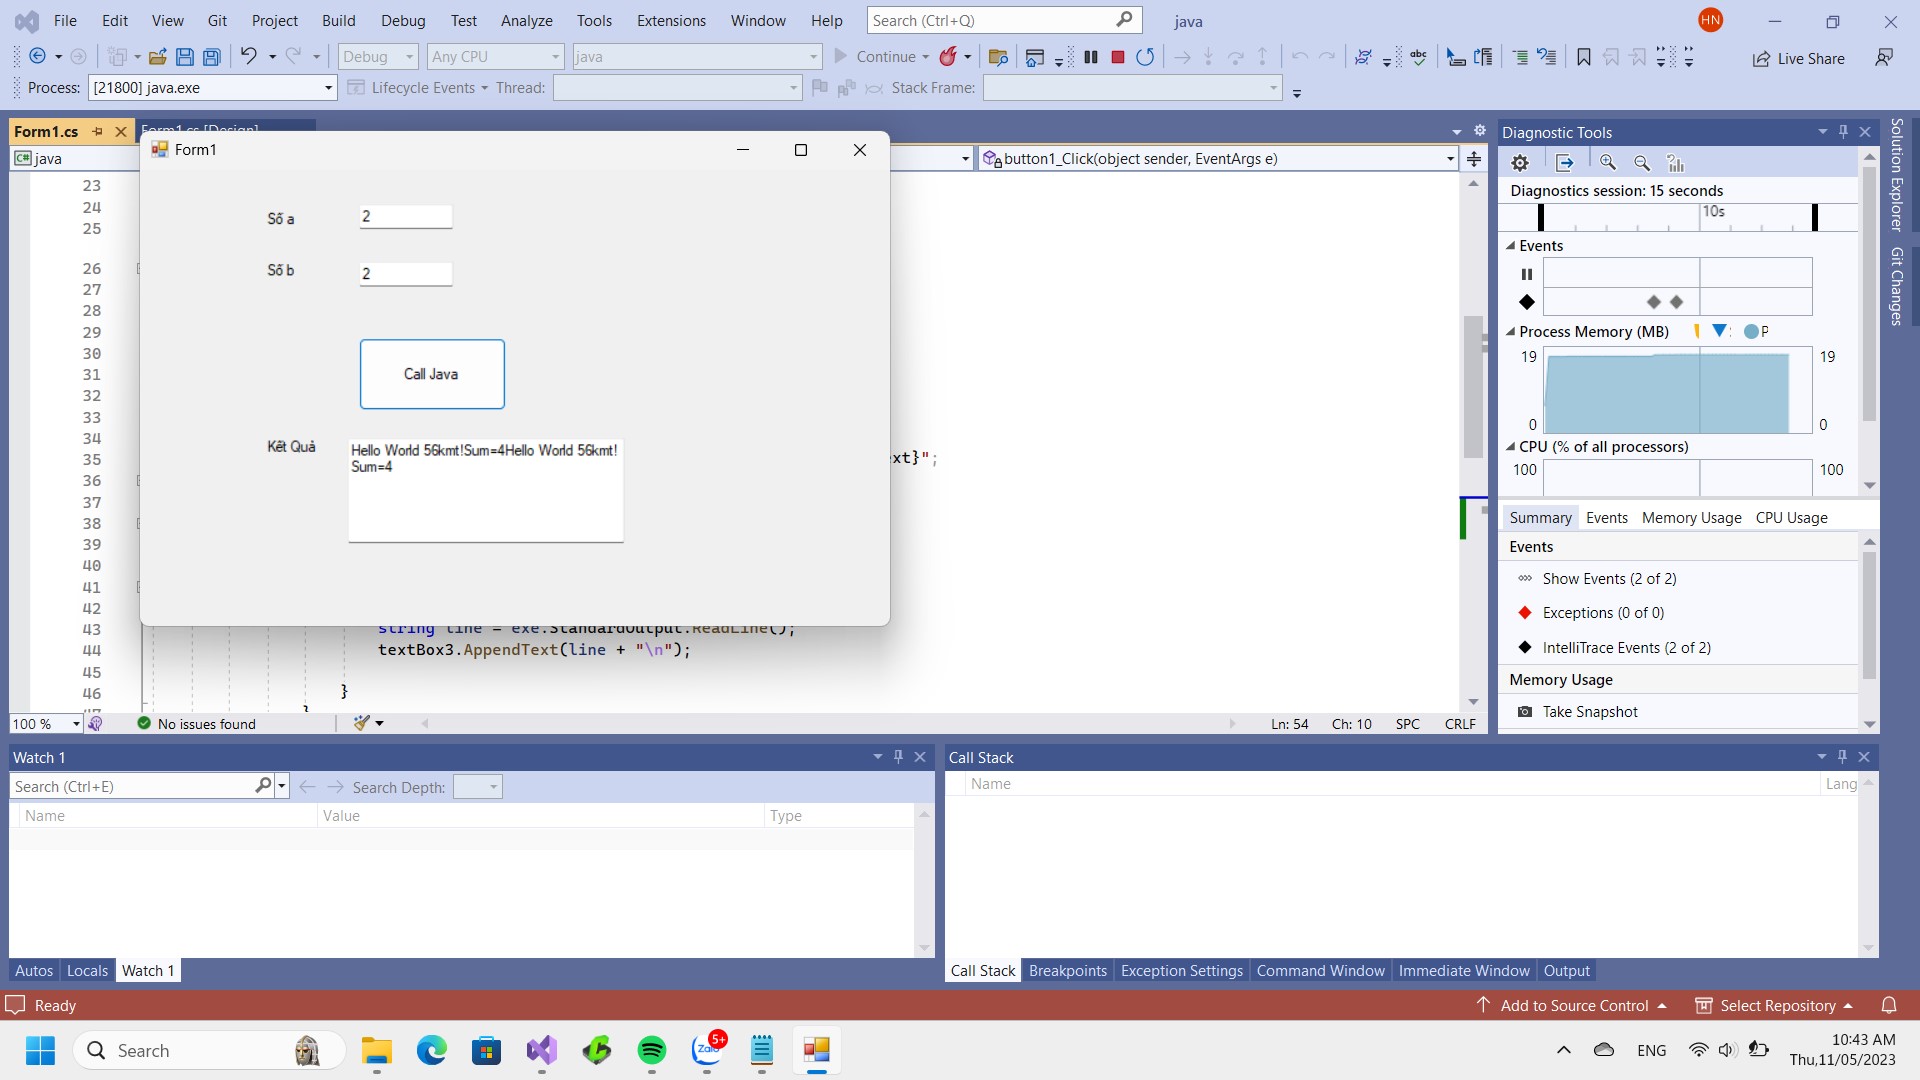 File Edit View Git Project Build Debug Test Analyze Tools Extensions Window Help Search (Ctrl+Q) java HN
Debug Any CPU java Continue abc Live Share
Process: [21800] java.exe Lifecycle Events Thread: Stack Frame:
Form1.cs Form1.cs [Design]
C# java button1_Click(object sender, EventArgs e)
Form1
Số a 2
Số b 2
Call Java
Kết Quả
Hello World 56kmt!Sum=4Hello World 56kmt!
Sum=4
23
24
25
26
27
28
29
30
31
32
33
34
35 xt}";
36
37
38
39
40
41
42
43 string line = exe.StandardOutput.ReadLine();
44 textBox3.AppendText(line + "\n");
45
46 }
100 % No issues found Ln: 54 Ch: 10 SPC CRLF
Diagnostic Tools
Diagnostics session: 15 seconds
10s
Events
Process Memory (MB) P
19 19
0 0
CPU (% of all processors)
100 100
Summary Events Memory Usage CPU Usage
Events
Show Events (2 of 2)
Exceptions (0 of 0)
IntelliTrace Events (2 of 2)
Memory Usage
Take Snapshot
Solution Explorer
Git Changes
Watch 1
Search (Ctrl+E) Search Depth:
Name Value Type
Autos Locals Watch 1
Call Stack
Name Lang
Call Stack Breakpoints Exception Settings Command Window Immediate Window Output
Ready Add to Source Control Select Repository
Search Zalo 5+ ENG 10:43 AM
Thu,11/05/2023